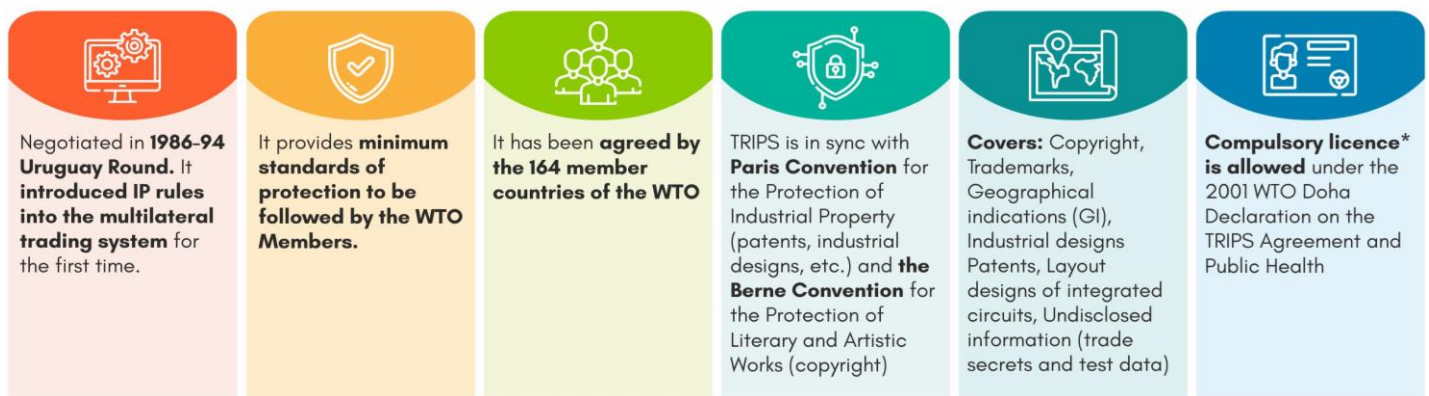 Negotiated in 1986-94
Uruguay Round. It
introduced IP rules
into the multilateral
trading system for
the first time.
It provides minimum
standards of
protection to be
followed by the WTO
Members.
It has been agreed by
the 164 member
countries of the WTO
TRIPS is in sync with
Paris Convention for
the Protection of
Industrial Property
(patents, industrial
designs, etc.) and the
Berne Convention for
the Protection of
Literary and Artistic
Works (copyright)
Covers: Copyright,
Trademarks,
Geographical
indications (GI),
Industrial designs
Patents, Layout
designs of integrated
circuits, Undisclosed
information (trade
secrets and test data)
Compulsory licence*
is allowed under the
2001 WTO Doha
Declaration on the
TRIPS Agreement and
Public Health